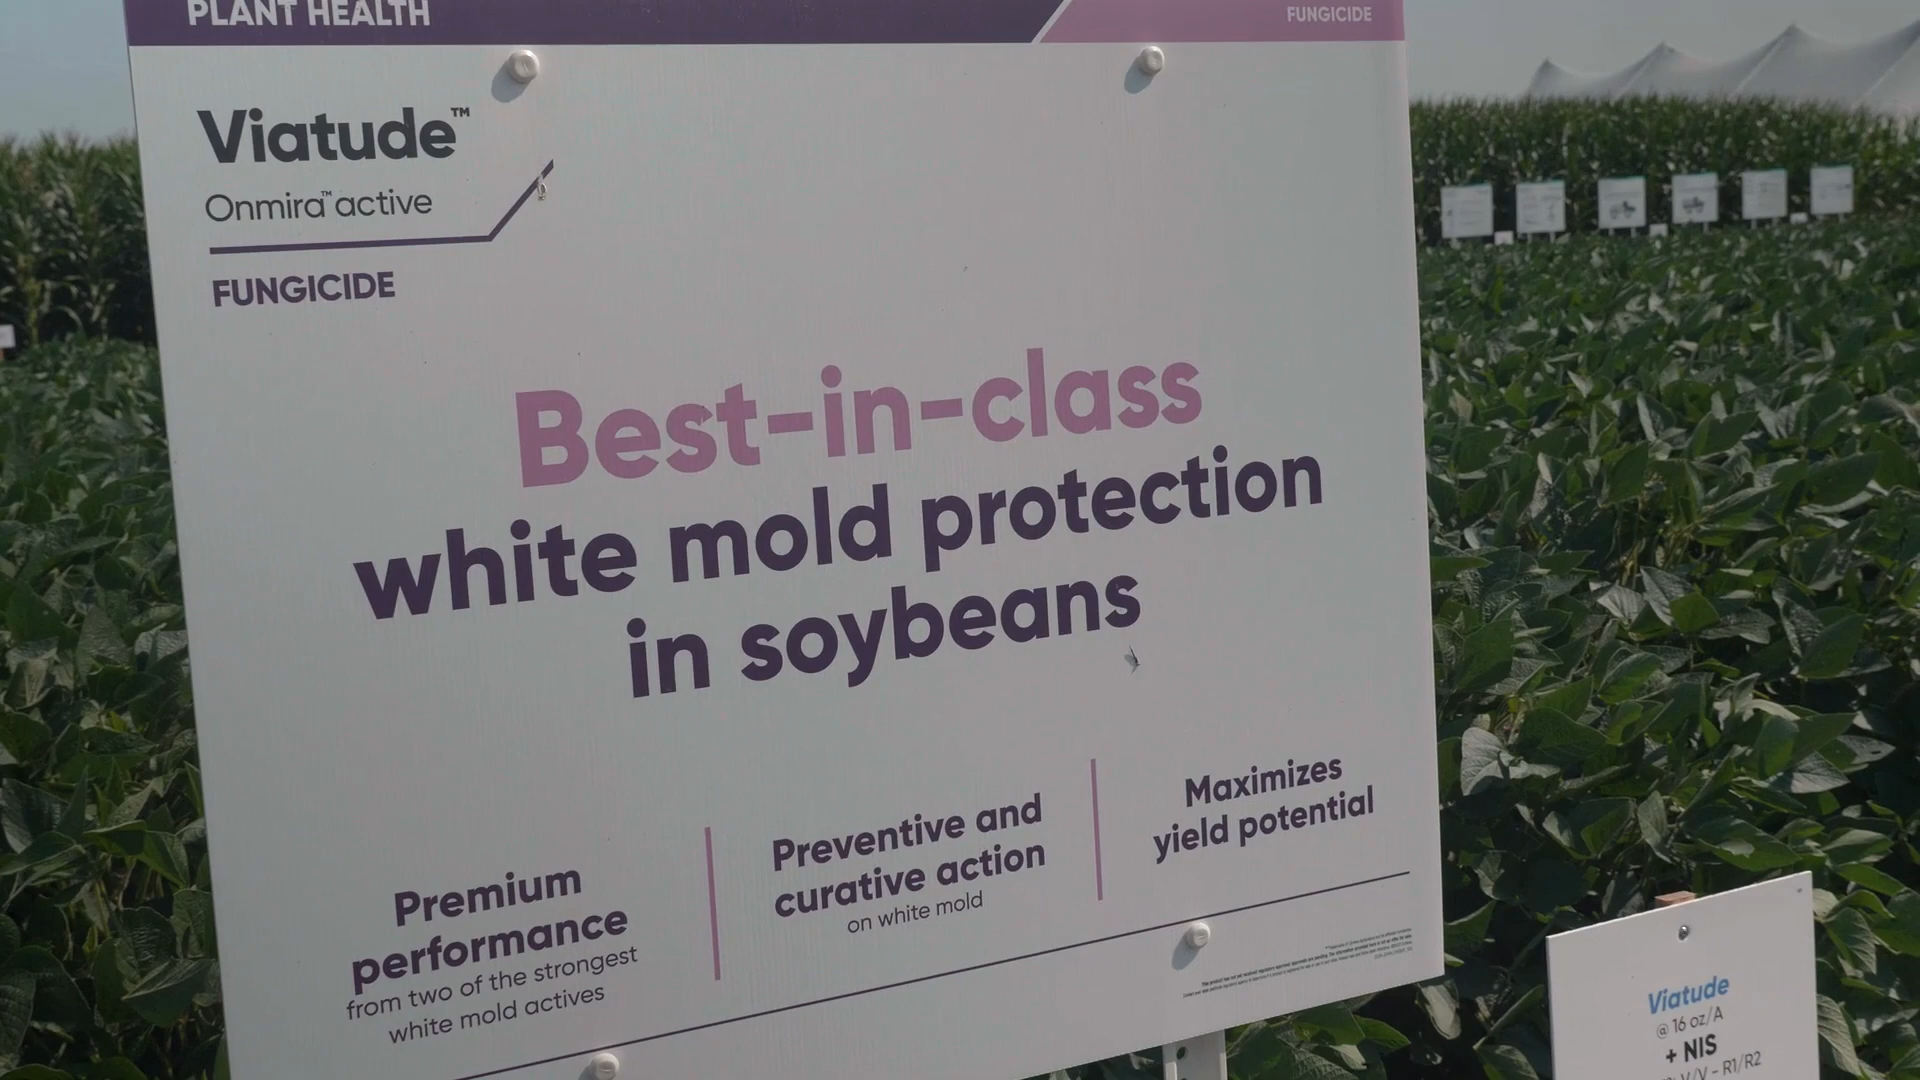 PLANT HEALTH
FUNGICIDE
Viatude™
Onmira™ active
FUNGICIDE
Best-in-class
white mold protection
in soybeans
Premium
performance
from two of the strongest
white mold actives
Preventive and
curative action
on white mold
Maximizes
yield potential
Viatude
@ 16 oz/A
+ NIS
V/V - R1/R2